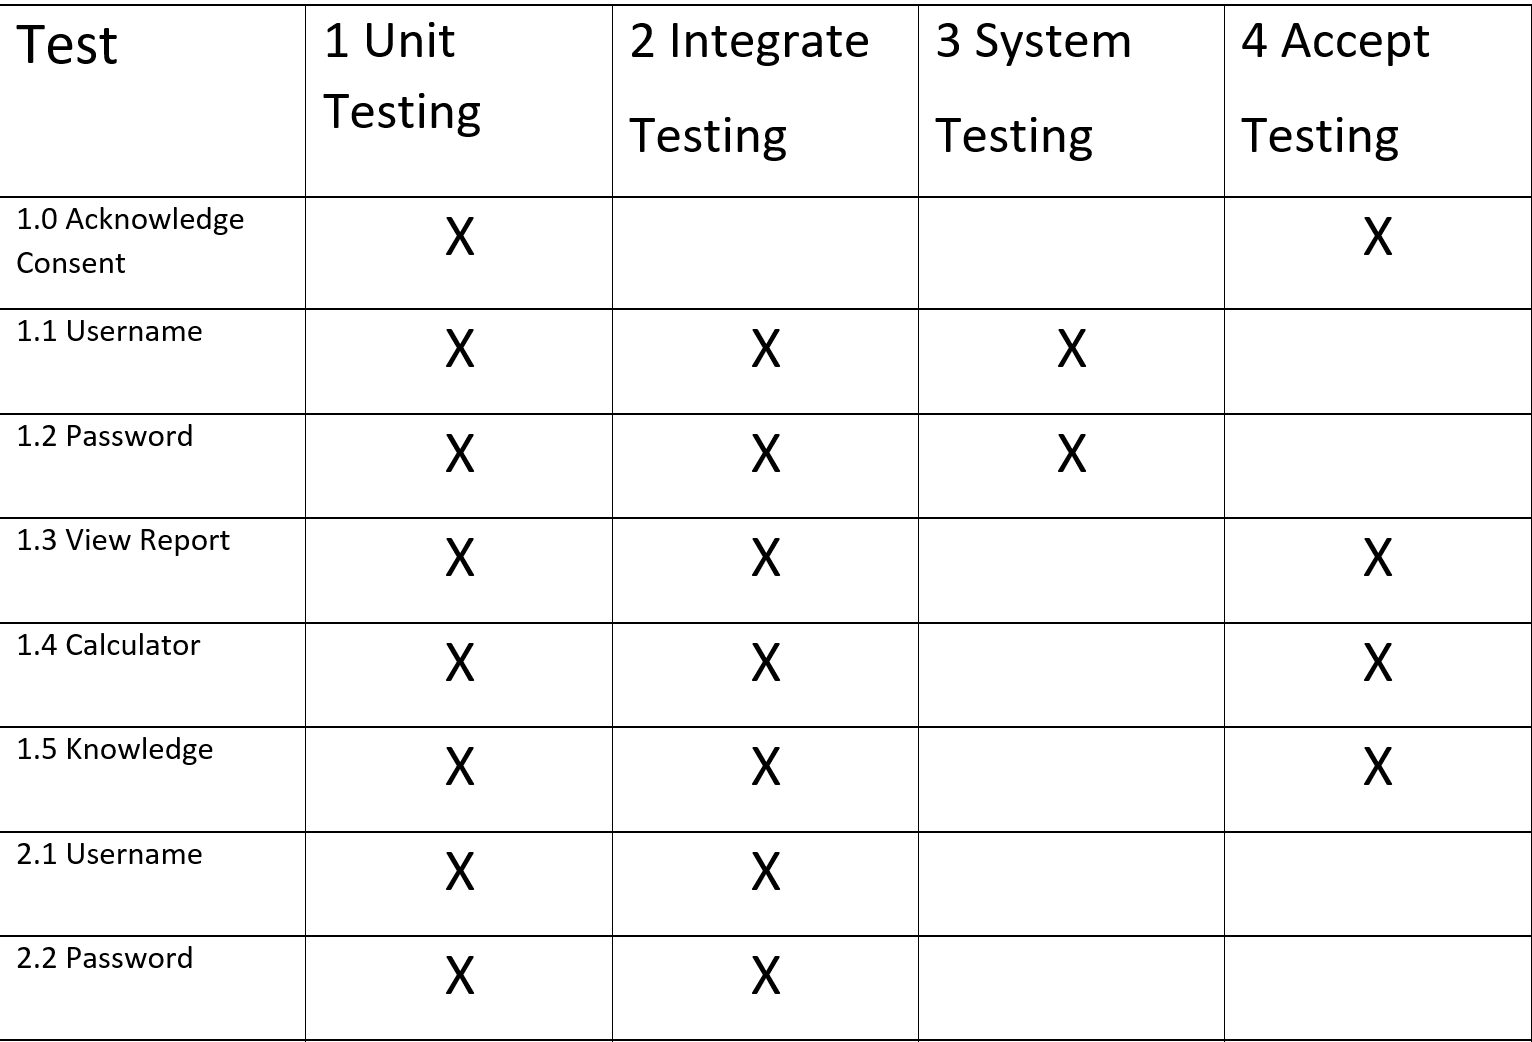 Test 1 Unit Testing 2 Integrate Testing 3 System Testing 4 Accept Testing
1.0 Acknowledge Consent X X
1.1 Username X X X
1.2 Password X X X
1.3 View Report X X X
1.4 Calculator X X X
1.5 Knowledge X X X
2.1 Username X X
2.2 Password X X